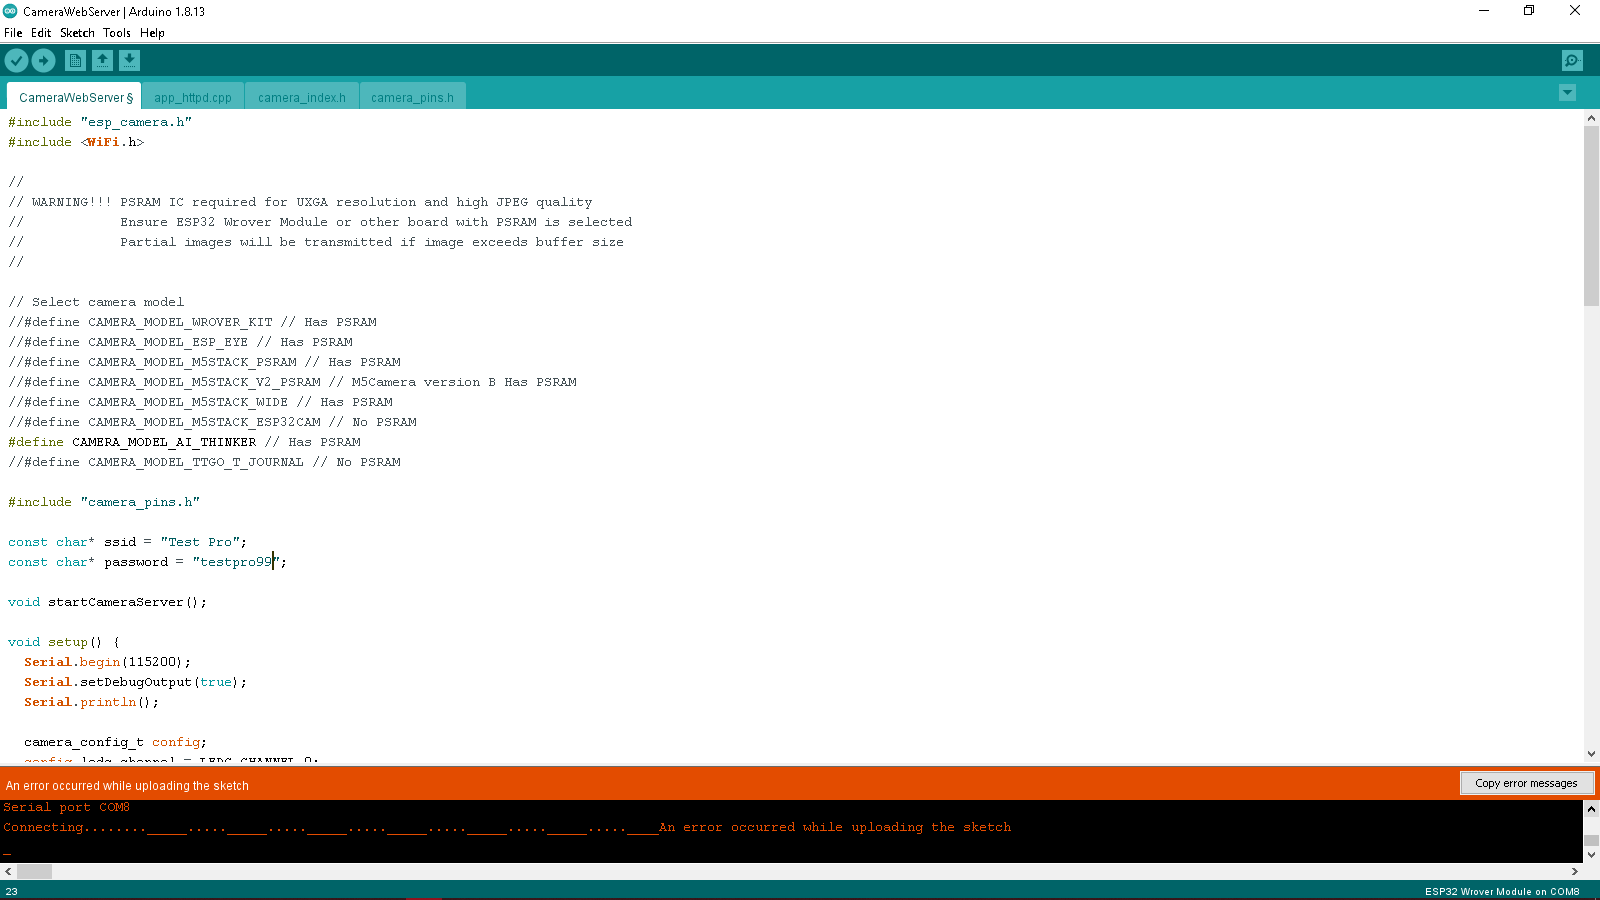 CameraWebServer | Arduino 1.8.13
File Edit Sketch Tools Help
CameraWebServer § app_httpd.cpp camera_index.h camera_pins.h
#include "esp_camera.h"
#include <WiFi.h>
//
// WARNING!!! PSRAM IC required for UXGA resolution and high JPEG quality
//            Ensure ESP32 Wrover Module or other board with PSRAM is selected
//            Partial images will be transmitted if image exceeds buffer size
//
// Select camera model
//#define CAMERA_MODEL_WROVER_KIT // Has PSRAM
//#define CAMERA_MODEL_ESP_EYE // Has PSRAM
//#define CAMERA_MODEL_M5STACK_PSRAM // Has PSRAM
//#define CAMERA_MODEL_M5STACK_V2_PSRAM // M5Camera version B Has PSRAM
//#define CAMERA_MODEL_M5STACK_WIDE // Has PSRAM
//#define CAMERA_MODEL_M5STACK_ESP32CAM // No PSRAM
#define CAMERA_MODEL_AI_THINKER // Has PSRAM
//#define CAMERA_MODEL_TTGO_T_JOURNAL // No PSRAM
#include "camera_pins.h"
const char* ssid = "Test Pro";
const char* password = "testpro99";
void startCameraServer();
void setup() {
  Serial.begin(115200);
  Serial.setDebugOutput(true);
  Serial.println();
  camera_config_t config;
  config.ledc_channel = LEDC_CHANNEL_0;
An error occurred while uploading the sketch
Copy error messages
Serial port COM8
Connecting........_____....._____....._____....._____....._____....._____.....____An error occurred while uploading the sketch
23
ESP32 Wrover Module on COM8